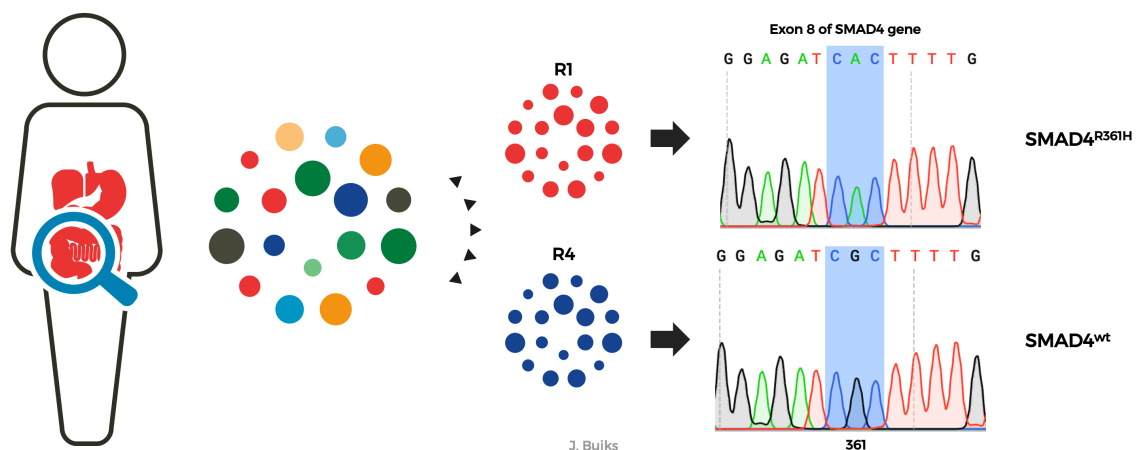 Exon 8 of SMAD4 gene
R1
G G A G A T C A C T T T T G
SMAD4R361H
R4
G G A G A T C G C T T T T G
SMAD4wt
J. Buiks
361